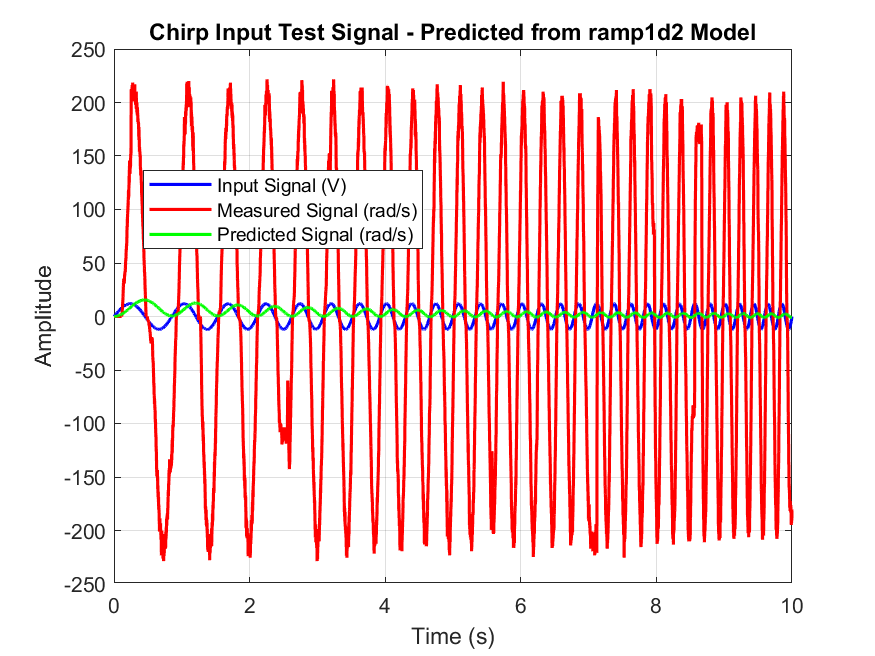 Chirp Input Test Signal - Predicted from ramp1d2 Model
250
200
150
100
50
0
-50
-100
-150
-200
-250
Amplitude
Input Signal (V)
Measured Signal (rad/s)
Predicted Signal (rad/s)
0
2
4
6
8
10
Time (s)